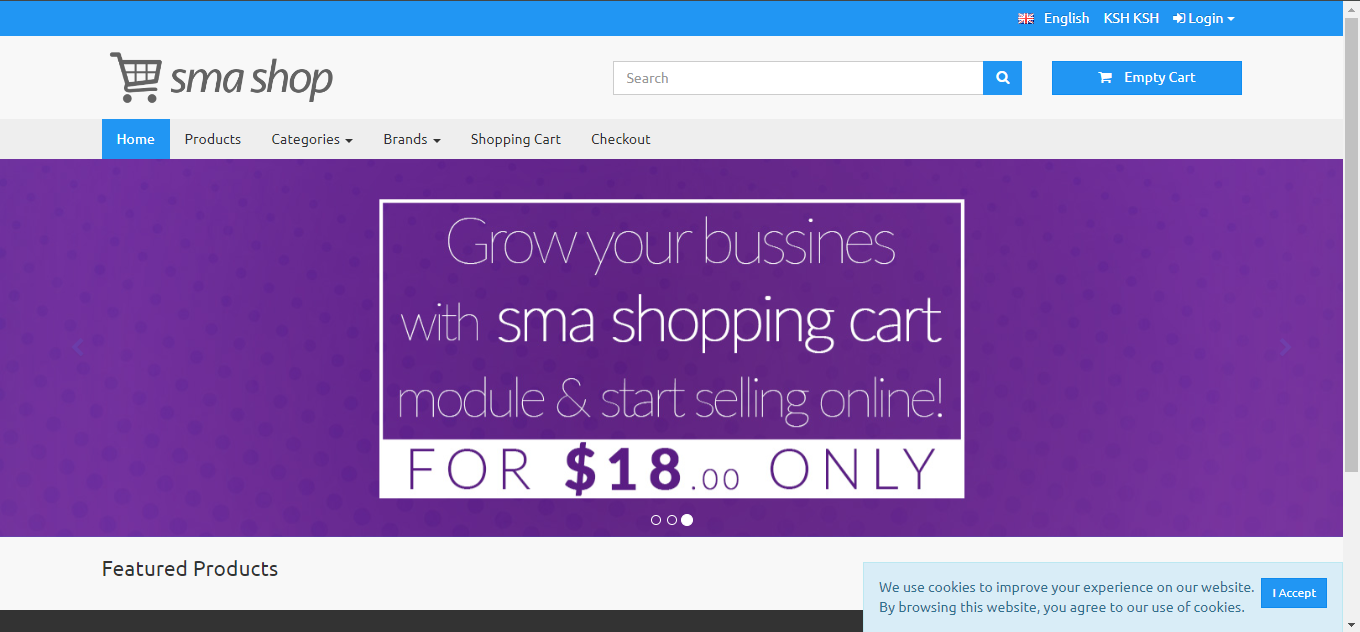 English KSH KSH Login
sma shop
Search
Empty Cart
Home Products Categories Brands Shopping Cart Checkout
Grow your bussines
with sma shopping cart
module & start selling online!
FOR $18.00 ONLY
Featured Products
We use cookies to improve your experience on our website.
By browsing this website, you agree to our use of cookies.
I Accept